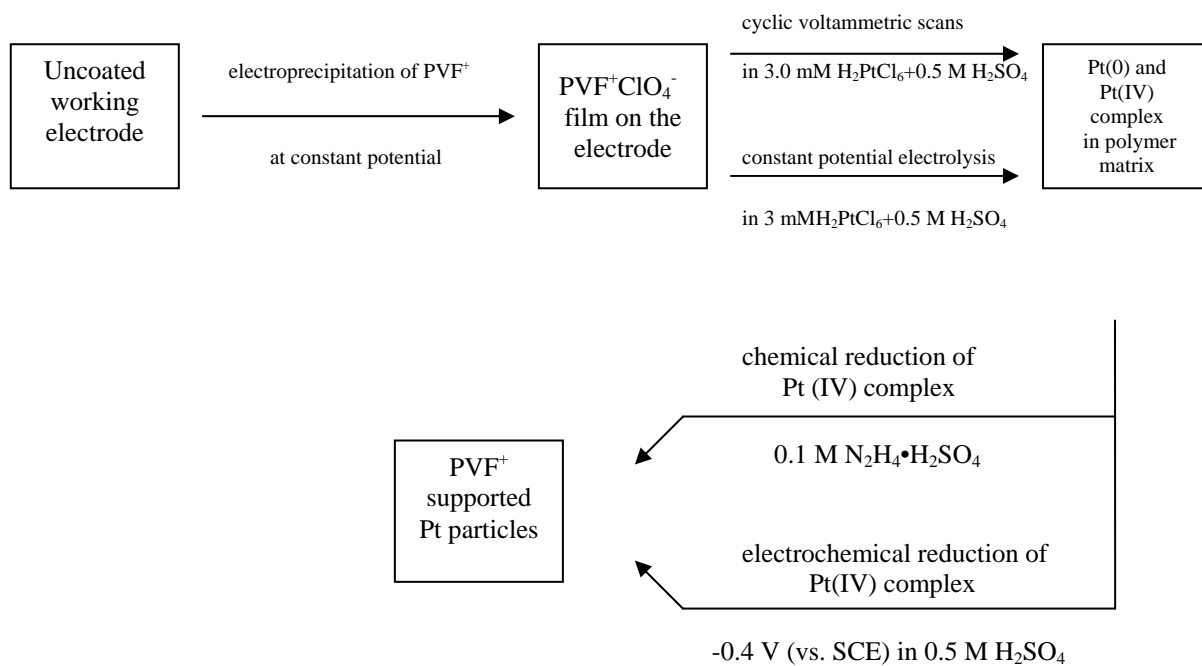 Uncoated
working
electrode
electroprecipitation of PVF⁺
at constant potential
PVF⁺ClO₄⁻
film on the
electrode
cyclic voltammetric scans
in 3.0 mM H₂PtCl₆+0.5 M H₂SO₄
constant potential electrolysis
in 3 mMH₂PtCl₆+0.5 M H₂SO₄
Pt(0) and
Pt(IV)
complex
in polymer
matrix
chemical reduction of
Pt (IV) complex
0.1 M N₂H₄•H₂SO₄
PVF⁺
supported
Pt particles
electrochemical reduction of
Pt(IV) complex
-0.4 V (vs. SCE) in 0.5 M H₂SO₄